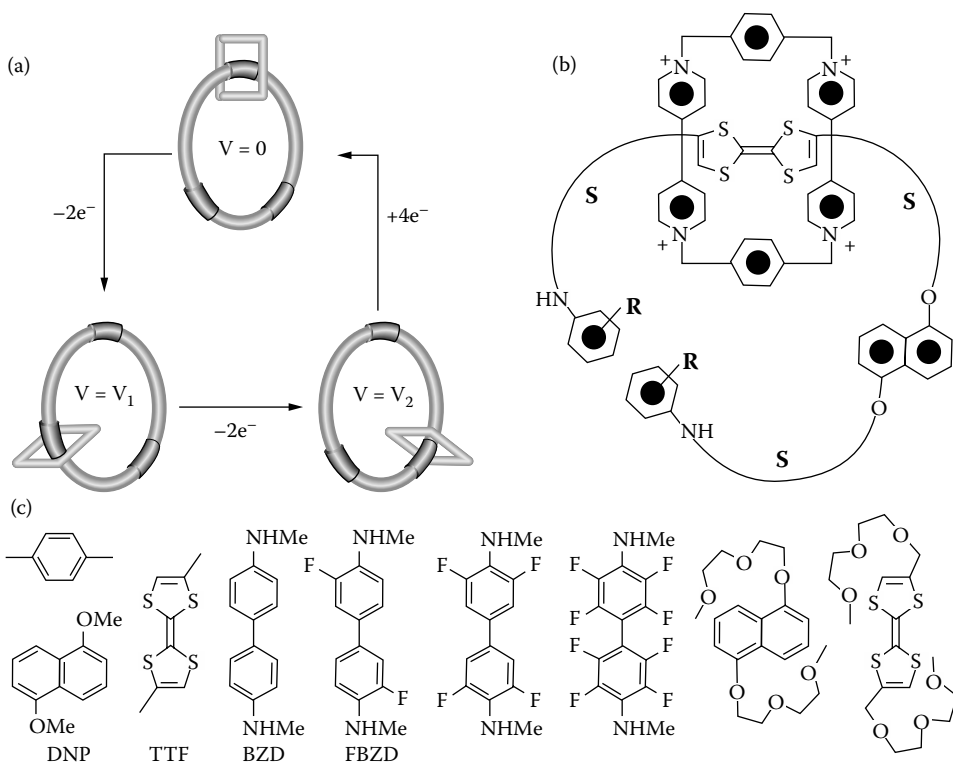 (a)
V = 0
−2e−
+4e−
V = V1
−2e−
V = V2
(b)
N+ N+
S S
S S
S S
N+ N+
HN
R
O
R
O
NH
S
(c)
NHMe NHMe NHMe NHMe
F F F F F
F F
O O O O
O O O O
S S
OMe
S S
F F F F
F F F F F
OMe
NHMe NHMe NHMe NHMe
O O O O
O O O O
S S
S S
DNP TTF BZD FBZD